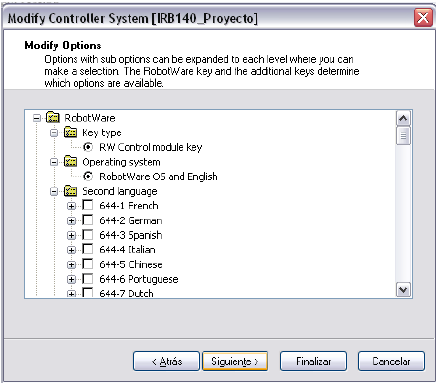 Modify Controller System [IRB140_Proyecto]
Modify Options
Options with sub options can be expanded to each level where you can
make a selection. The RobotWare key and the additional keys determine
which options are available.
RobotWare
Key type
RW Control module key
Operating system
RobotWare OS and English
Second language
644-1 French
644-2 German
644-3 Spanish
644-4 Italian
644-5 Chinese
644-6 Portuguese
644-7 Dutch
< Atrás
Siguiente >
Finalizar
Cancelar